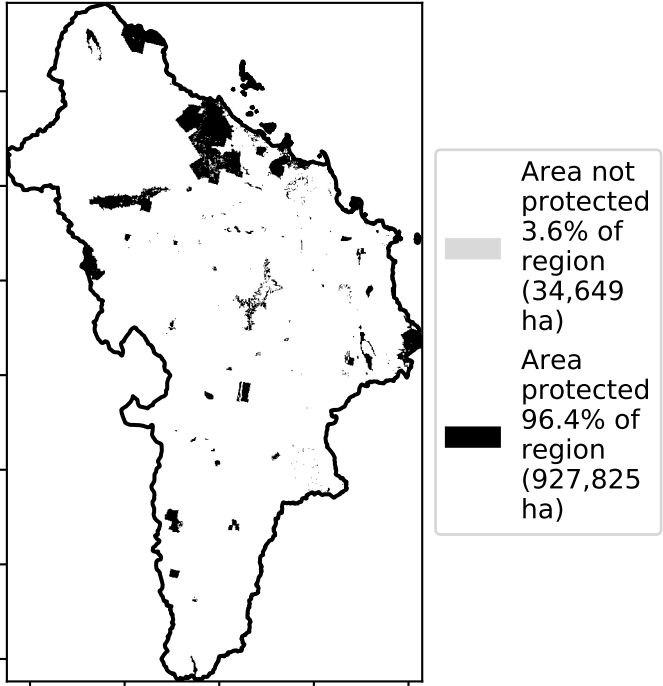 Area not
protected
3.6% of
region
(34,649
ha)
Area
protected
96.4% of
region
(927,825
ha)